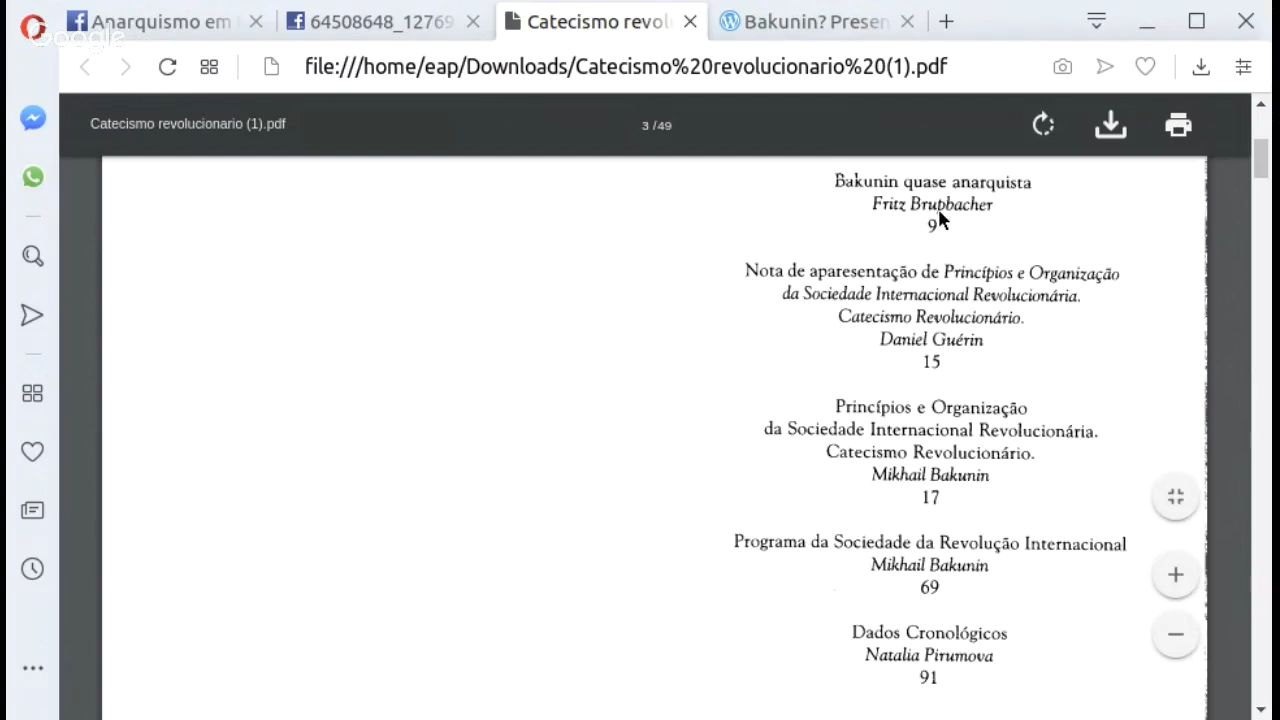 Anarquismo em
64508648_12769
Catecismo revol
Bakunin? Presen
Google
file:///home/eap/Downloads/Catecismo%20revolucionario%20(1).pdf
Catecismo revolucionario (1).pdf
3 /49
Bakunin quase anarquista
Fritz Brupbacher
9
Nota de aparesentação de Princípios e Organização
da Sociedade Internacional Revolucionária.
Catecismo Revolucionário.
Daniel Guérin
15
Princípios e Organização
da Sociedade Internacional Revolucionária.
Catecismo Revolucionário.
Mikhail Bakunin
17
Programa da Sociedade da Revolução Internacional
Mikhail Bakunin
69
Dados Cronológicos
Natalia Pirumova
91